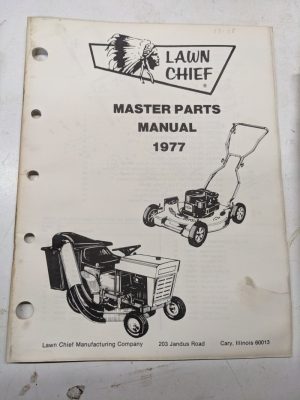 LAWN
CHIEF
®
MASTER PARTS
MANUAL
1977
Lawn Chief Manufacturing Company 203 Jandus Road Cary, Illinois 60013